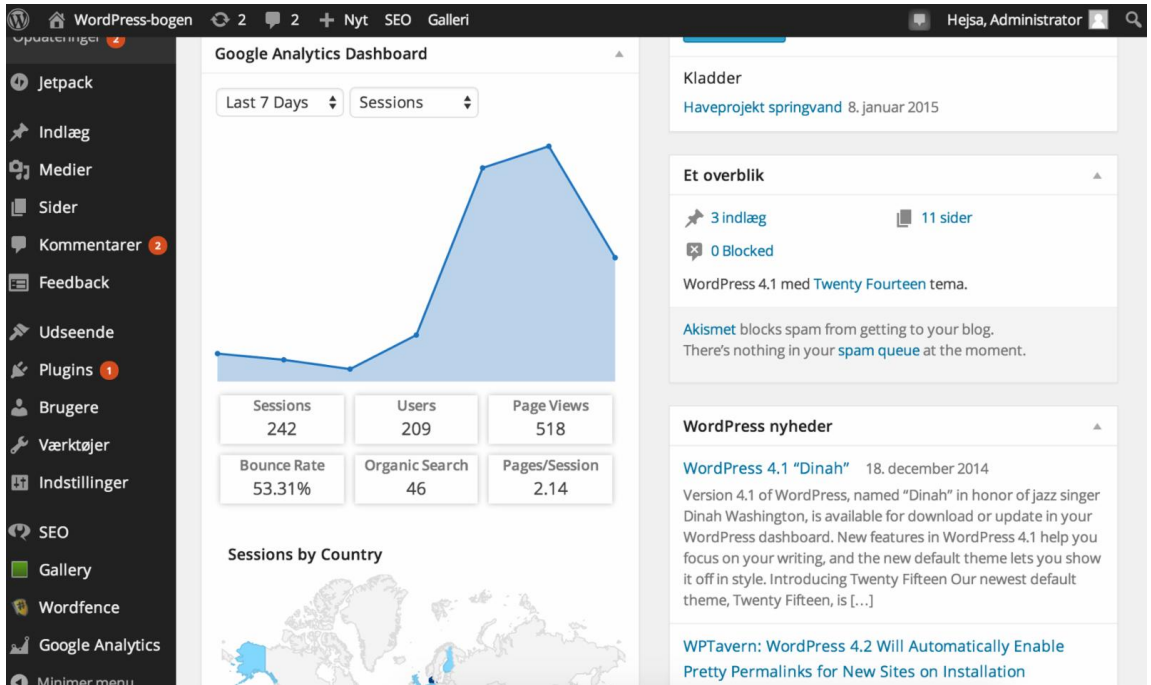 WordPress-bogen 2 2 Nyt SEO Galleri Hejsa, Administrator
Opdateringer 2
Jetpack
Indlæg
Medier
Sider
Kommentarer 2
Feedback
Udseende
Plugins 1
Brugere
Værktøjer
Indstillinger
SEO
Gallery
Wordfence
Google Analytics
Minimer menu
Google Analytics Dashboard
Last 7 Days Sessions
Sessions Users Page Views
242 209 518
Bounce Rate Organic Search Pages/Session
53.31% 46 2.14
Sessions by Country
Kladder
Haveprojekt springvand 8. januar 2015
Et overblik
3 indlæg 11 sider
0 Blocked
WordPress 4.1 med Twenty Fourteen tema.
Akismet blocks spam from getting to your blog.
There's nothing in your spam queue at the moment.
WordPress nyheder
WordPress 4.1 “Dinah” 18. december 2014
Version 4.1 of WordPress, named “Dinah” in honor of jazz singer
Dinah Washington, is available for download or update in your
WordPress dashboard. New features in WordPress 4.1 help you
focus on your writing, and the new default theme lets you show
it off in style. Introducing Twenty Fifteen Our newest default
theme, Twenty Fifteen, is […]
WPTavern: WordPress 4.2 Will Automatically Enable
Pretty Permalinks for New Sites on Installation